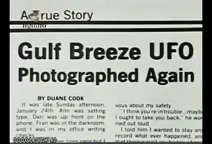 A True Story
Gulf Breeze UFO
Photographed Again
BY DUANE COOK
It was late Sunday afternoon,
January 24th. Ann was setting
type, Dan was up front on the
phone, Fran was in the darkroom,
and I was in my office writing
vous about my safety.
"I think you're in trouble...maybe
I ought to take you back," he
ried out loud.
I told him I wanted to stay an
record what ever happened, an